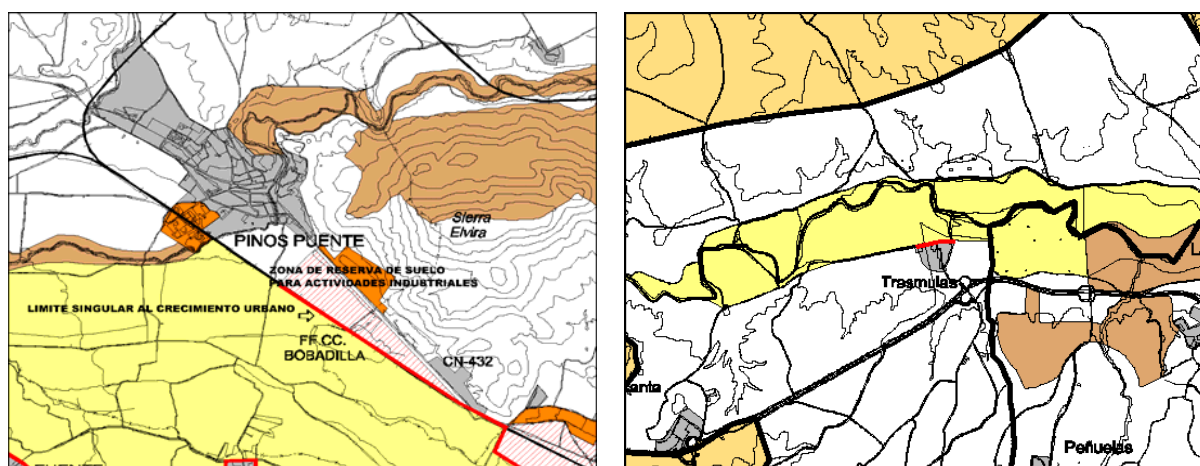 Sierra
Elvira
PINOS PUENTE
ZONA DE RESERVA DE SUELO
PARA ACTIVIDADES INDUSTRIALES
LIMITE SINGULAR AL CRECIMIENTO URBANO
FF.CC.
BOBADILLA
CN-432
Trasmulas
anta
Peñuelas